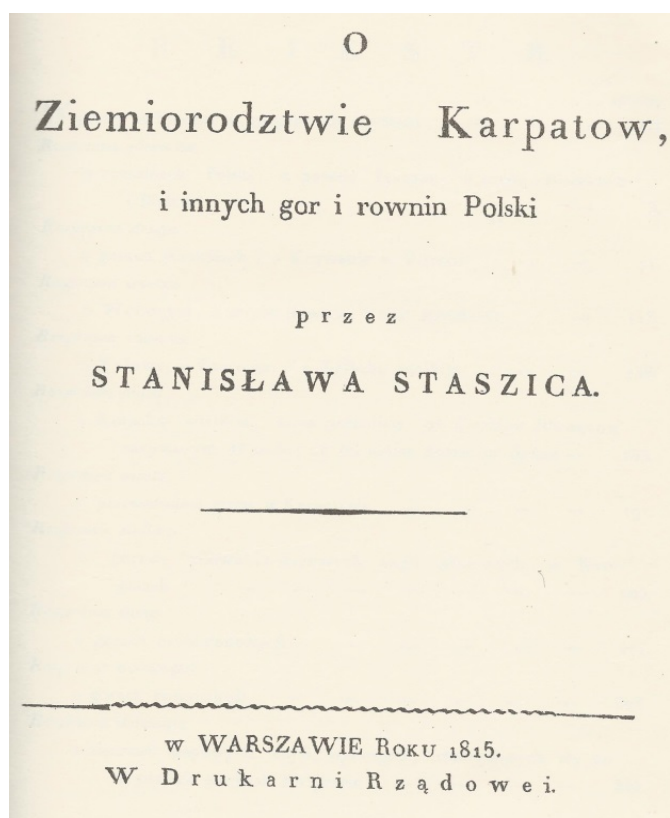 O
Ziemiorodztwie Karpatow,
i innych gor i rownin Polski
przez
STANISŁAWA STASZICA.
w WARSZAWIE ROKU 1815.
W Drukarni Rządowei.